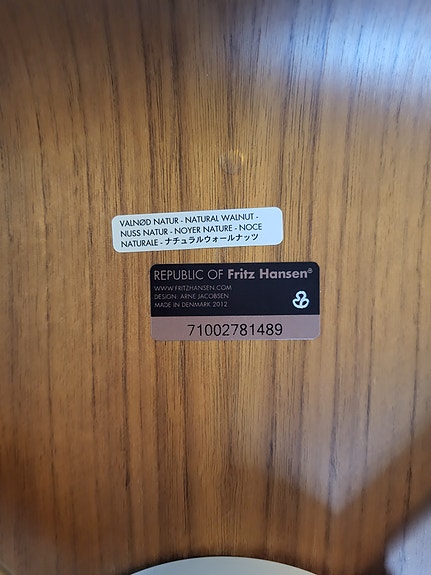 VALNØD NATUR - NATURAL WALNUT -
NUSS NATUR - NOYER NATURE - NOCE
NATURALE - ナチュラルウォールナッツ
REPUBLIC OF Fritz Hansen®
WWW.FRITZHANSEN.COM
DESIGN: ARNE JACOBSEN
MADE IN DENMARK 2012
71002781489